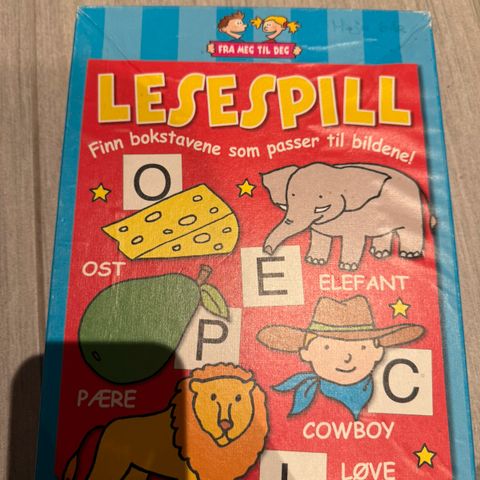 FRA MEG TIL DEG
LESESPILL
Finn bokstavene som passer til bildene!
O
OST
E
ELEFANT
P
PÆRE
C
COWBOY
L
LØVE